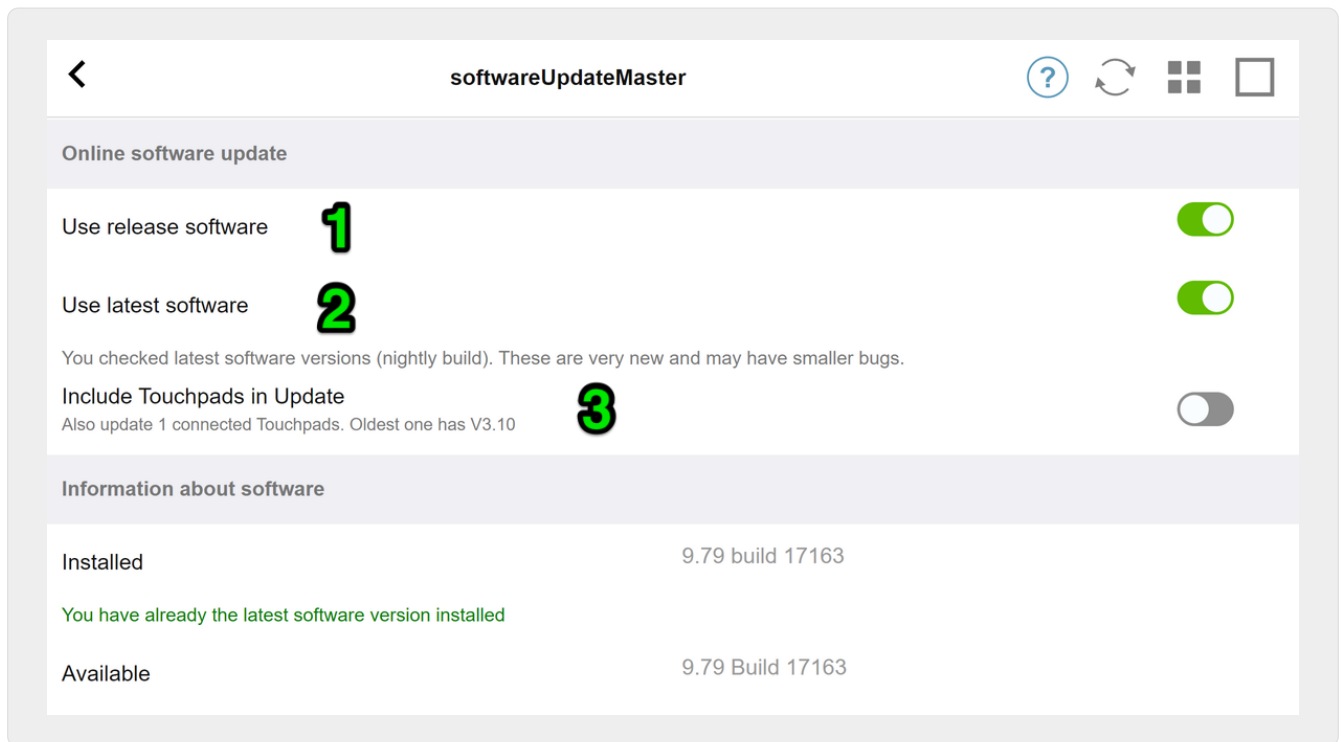 softwareUpdateMaster
?
Online software update
Use release software
1
Use latest software
2
You checked latest software versions (nightly build). These are very new and may have smaller bugs.
Include Touchpads in Update
3
Also update 1 connected Touchpads. Oldest one has V3.10
Information about software
Installed 9.79 build 17163
You have already the latest software version installed
Available 9.79 Build 17163